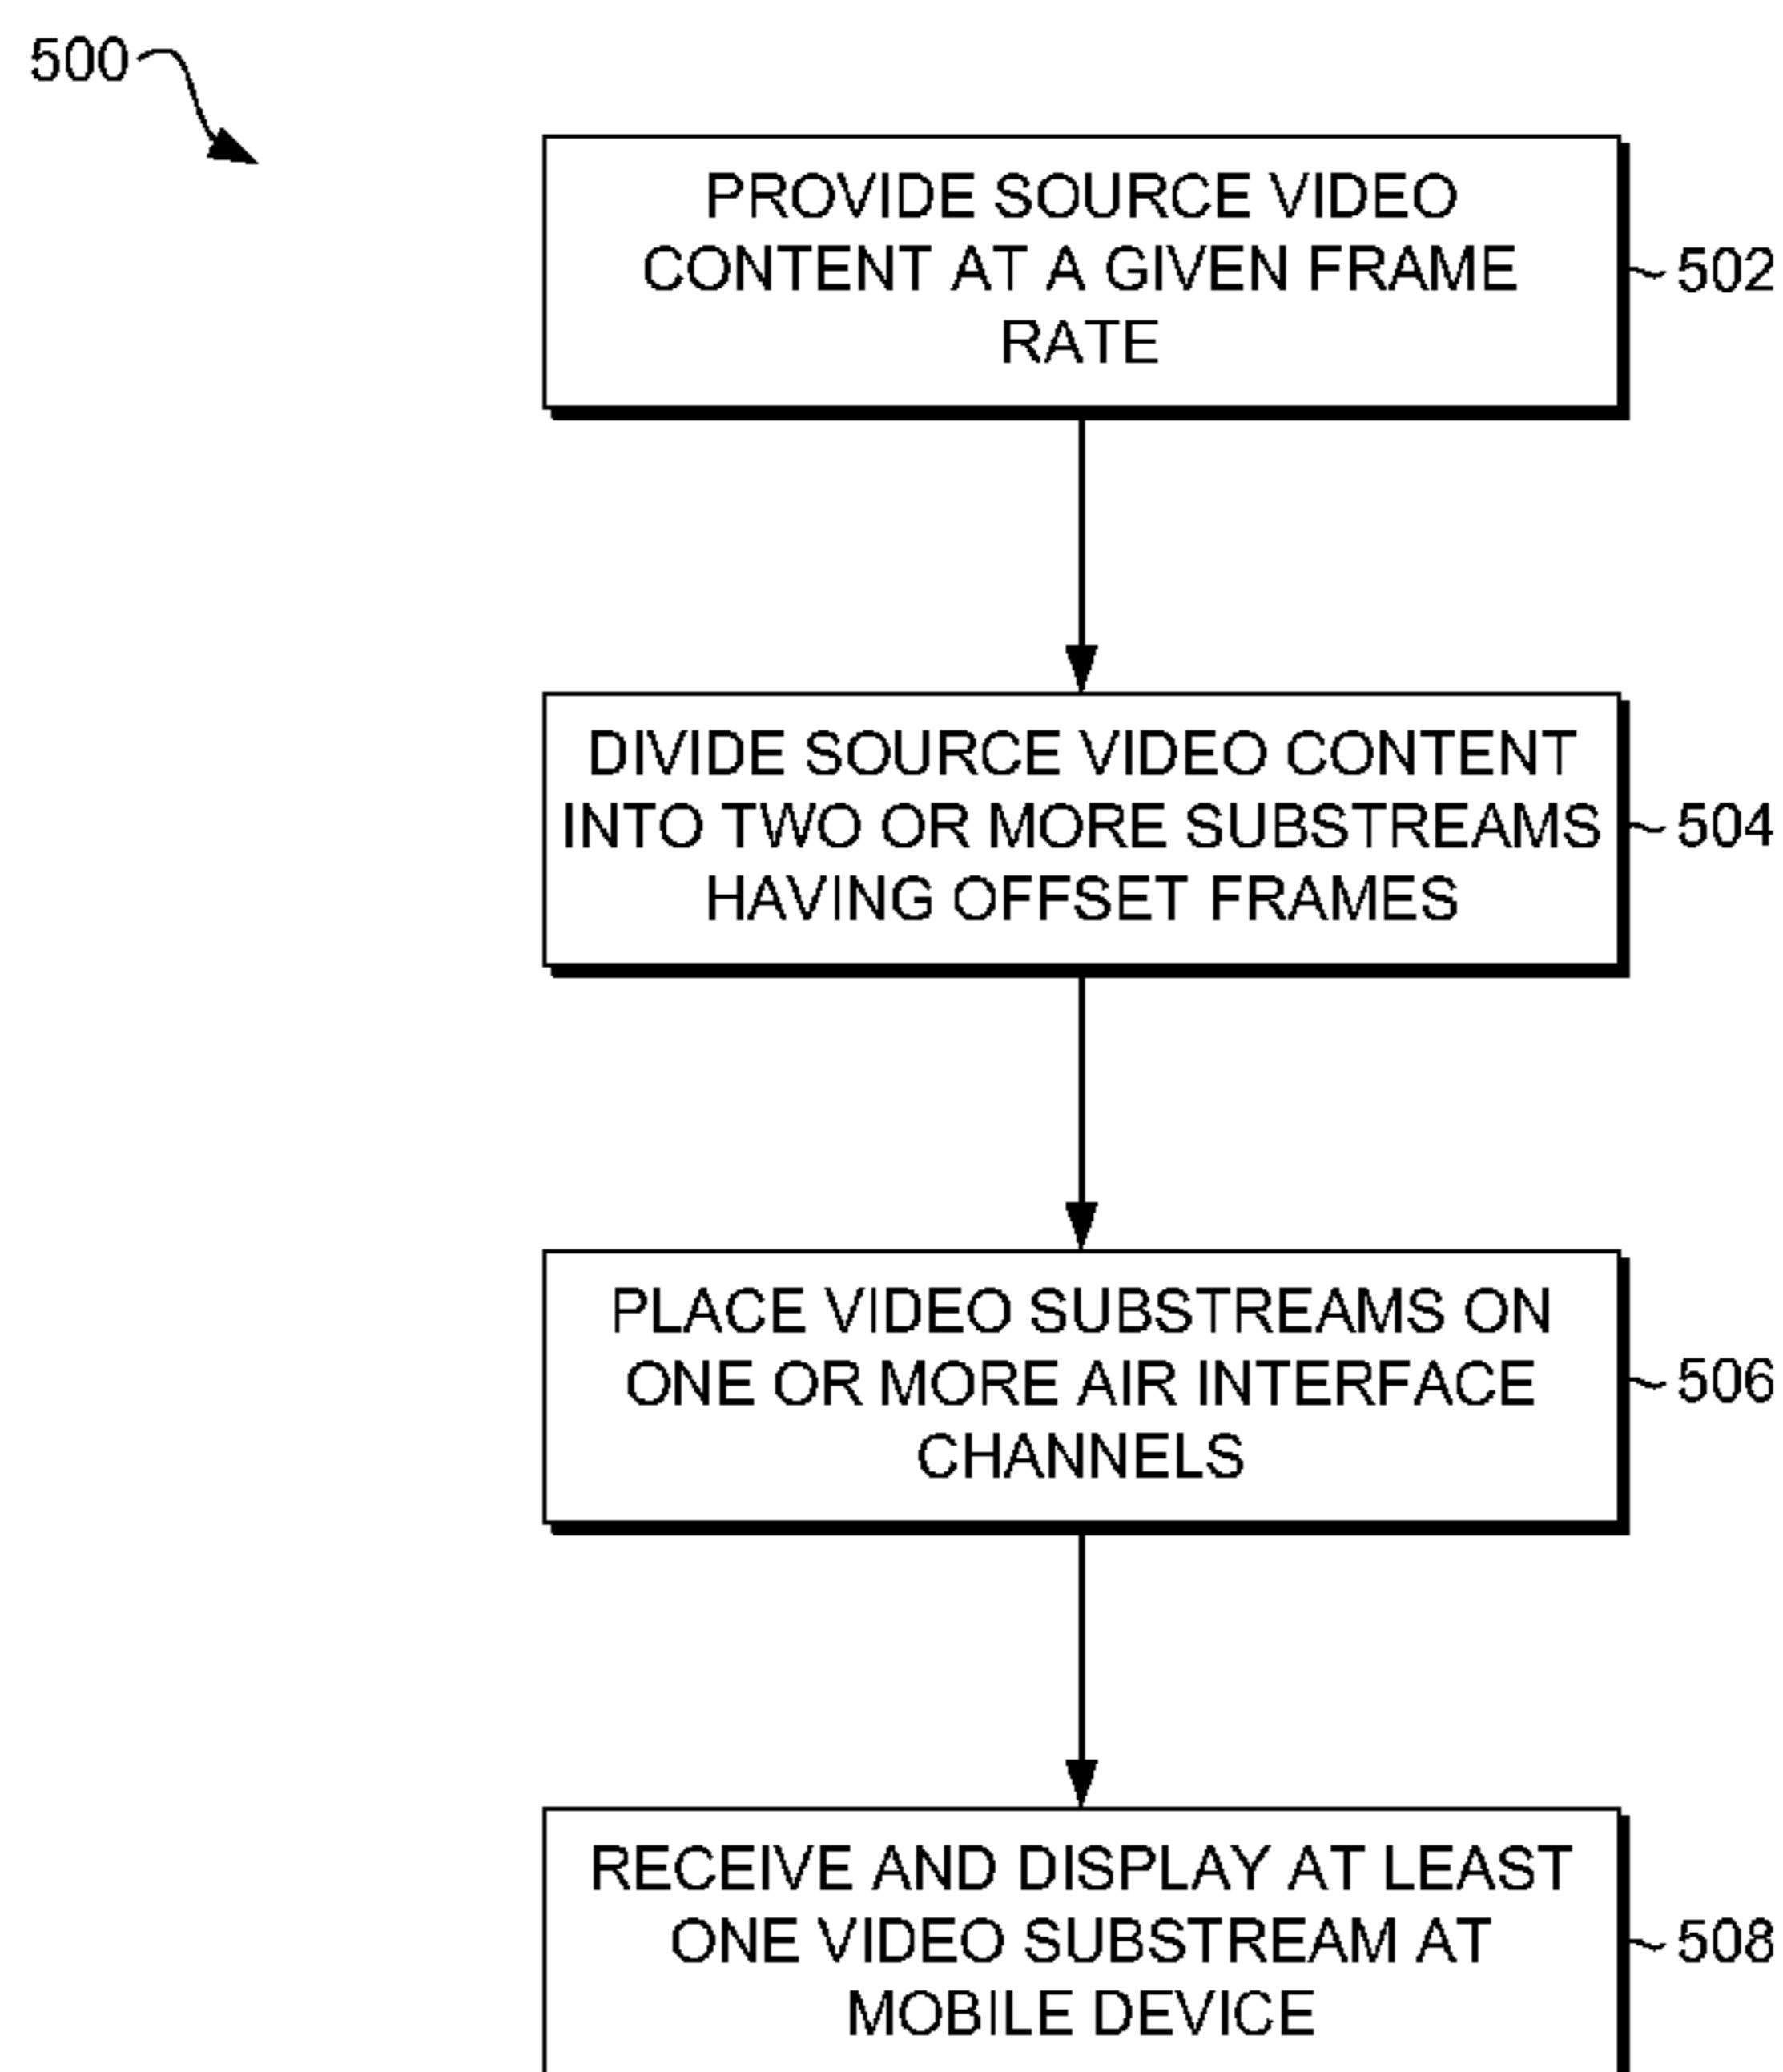 500
PROVIDE SOURCE VIDEO
CONTENT AT A GIVEN FRAME
RATE
502
DIVIDE SOURCE VIDEO CONTENT
INTO TWO OR MORE SUBSTREAMS
HAVING OFFSET FRAMES
504
PLACE VIDEO SUBSTREAMS ON
ONE OR MORE AIR INTERFACE
CHANNELS
506
RECEIVE AND DISPLAY AT LEAST
ONE VIDEO SUBSTREAM AT
MOBILE DEVICE
508